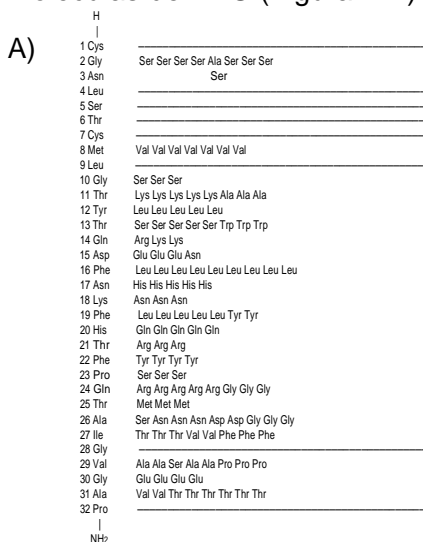 H
|
A)
1 Cys
2 Gly Ser Ser Ser Ser Ala Ser Ser Ser
3 Asn Ser
4 Leu
5 Ser
6 Thr
7 Cys
8 Met Val Val Val Val Val Val Val
9 Leu
10 Gly Ser Ser Ser
11 Thr Lys Lys Lys Lys Lys Ala Ala Ala
12 Tyr Leu Leu Leu Leu Leu
13 Thr Ser Ser Ser Ser Ser Trp Trp Trp
14 Gln Arg Lys Lys
15 Asp Glu Glu Glu Asn
16 Phe Leu Leu Leu Leu Leu Leu Leu Leu Leu
17 Asn His His His His His
18 Lys Asn Asn Asn
19 Phe Leu Leu Leu Leu Leu Tyr Tyr
20 His Gln Gln Gln Gln Gln
21 Thr Arg Arg Arg
22 Phe Tyr Tyr Tyr Tyr
23 Pro Ser Ser Ser
24 Gln Arg Arg Arg Arg Arg Gly Gly Gly
25 Thr Met Met Met
26 Ala Ser Asn Asn Asn Asp Asp Gly Gly Gly
27 Ile Thr Thr Thr Val Val Phe Phe Phe
28 Gly
29 Val Ala Ala Ser Ala Ala Pro Pro Pro
30 Gly Glu Glu Glu Glu
31 Ala Val Val Thr Thr Thr Thr Thr Thr
32 Pro
|
NH2